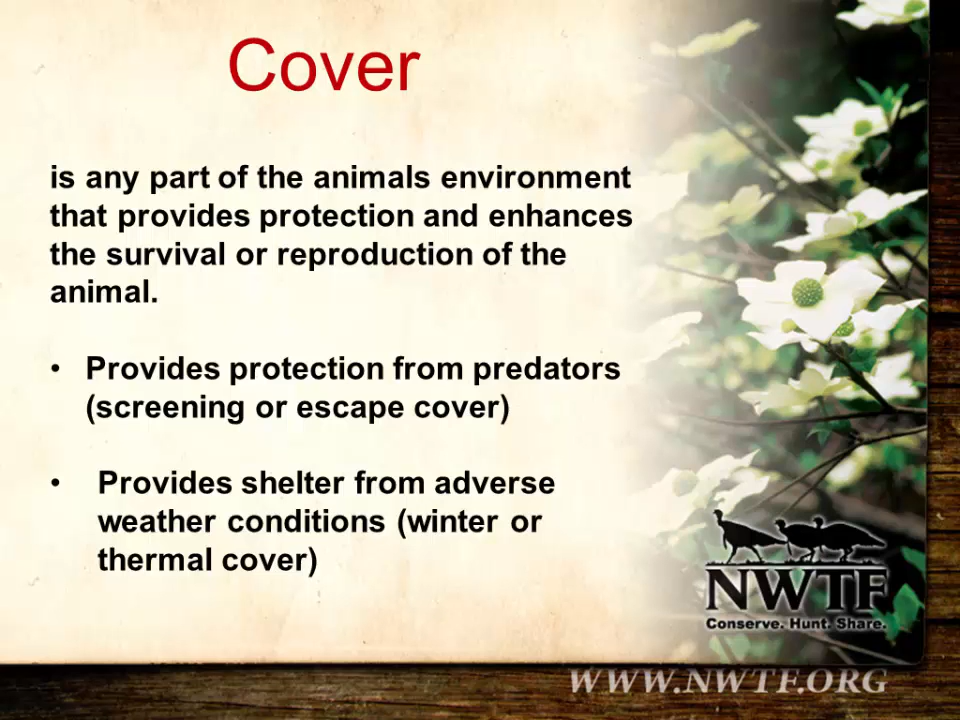 Cover
is any part of the animals environment
that provides protection and enhances
the survival or reproduction of the
animal.
• Provides protection from predators
(screening or escape cover)
• Provides shelter from adverse
weather conditions (winter or
thermal cover)
NWTF
Conserve. Hunt. Share.
WWW.NWTF.ORG